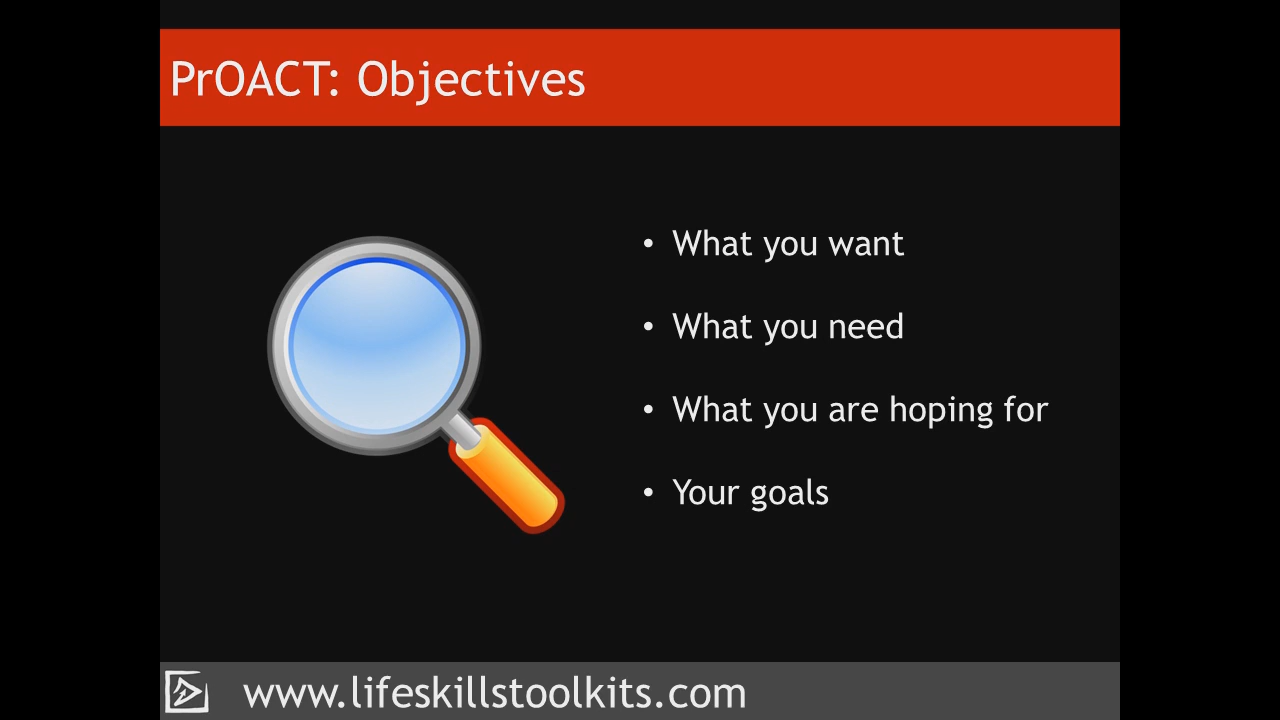 PrOACT: Objectives
• What you want
• What you need
• What you are hoping for
• Your goals
www.lifeskillstoolkits.com